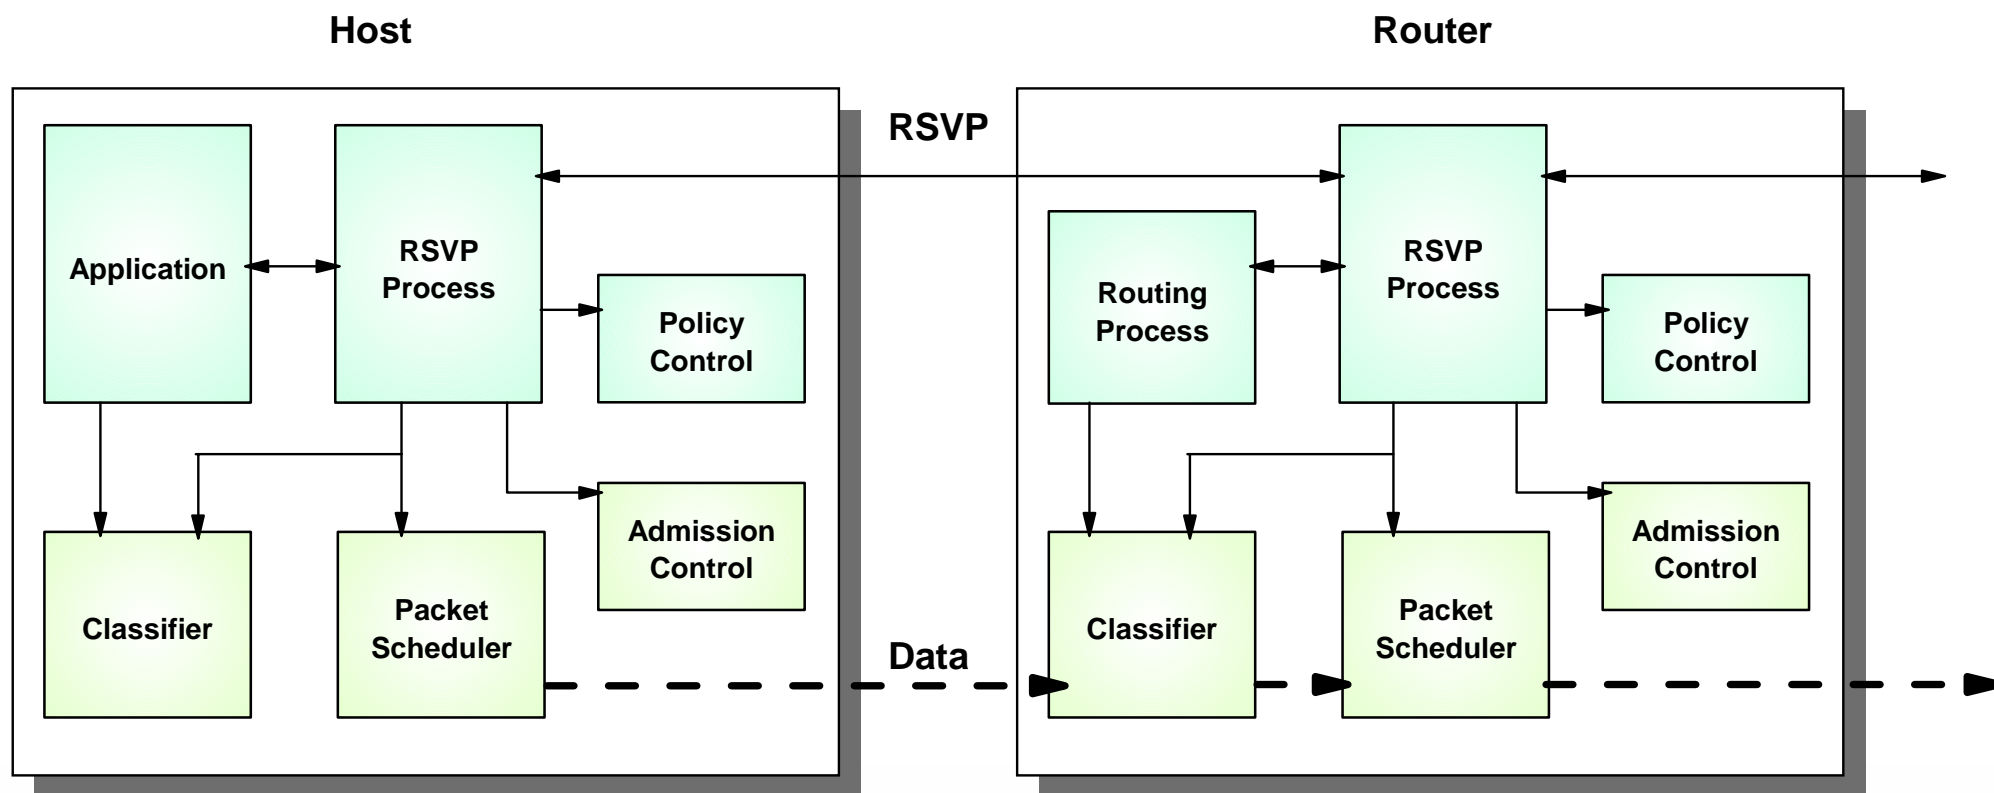 Host
Router
RSVP
Application
RSVP
Process
Policy
Control
Routing
Process
RSVP
Process
Policy
Control
Classifier
Packet
Scheduler
Admission
Control
Data
Classifier
Packet
Scheduler
Admission
Control